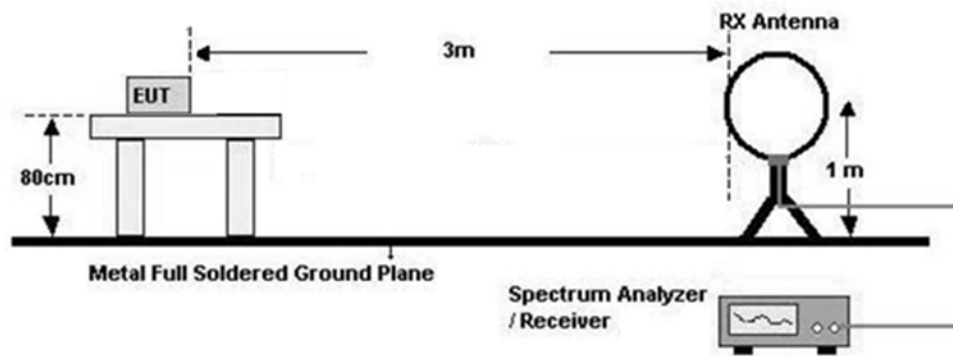 RX Antenna
3m
EUT
80cm
1 m
Metal Full Soldered Ground Plane
Spectrum Analyzer
/ Receiver